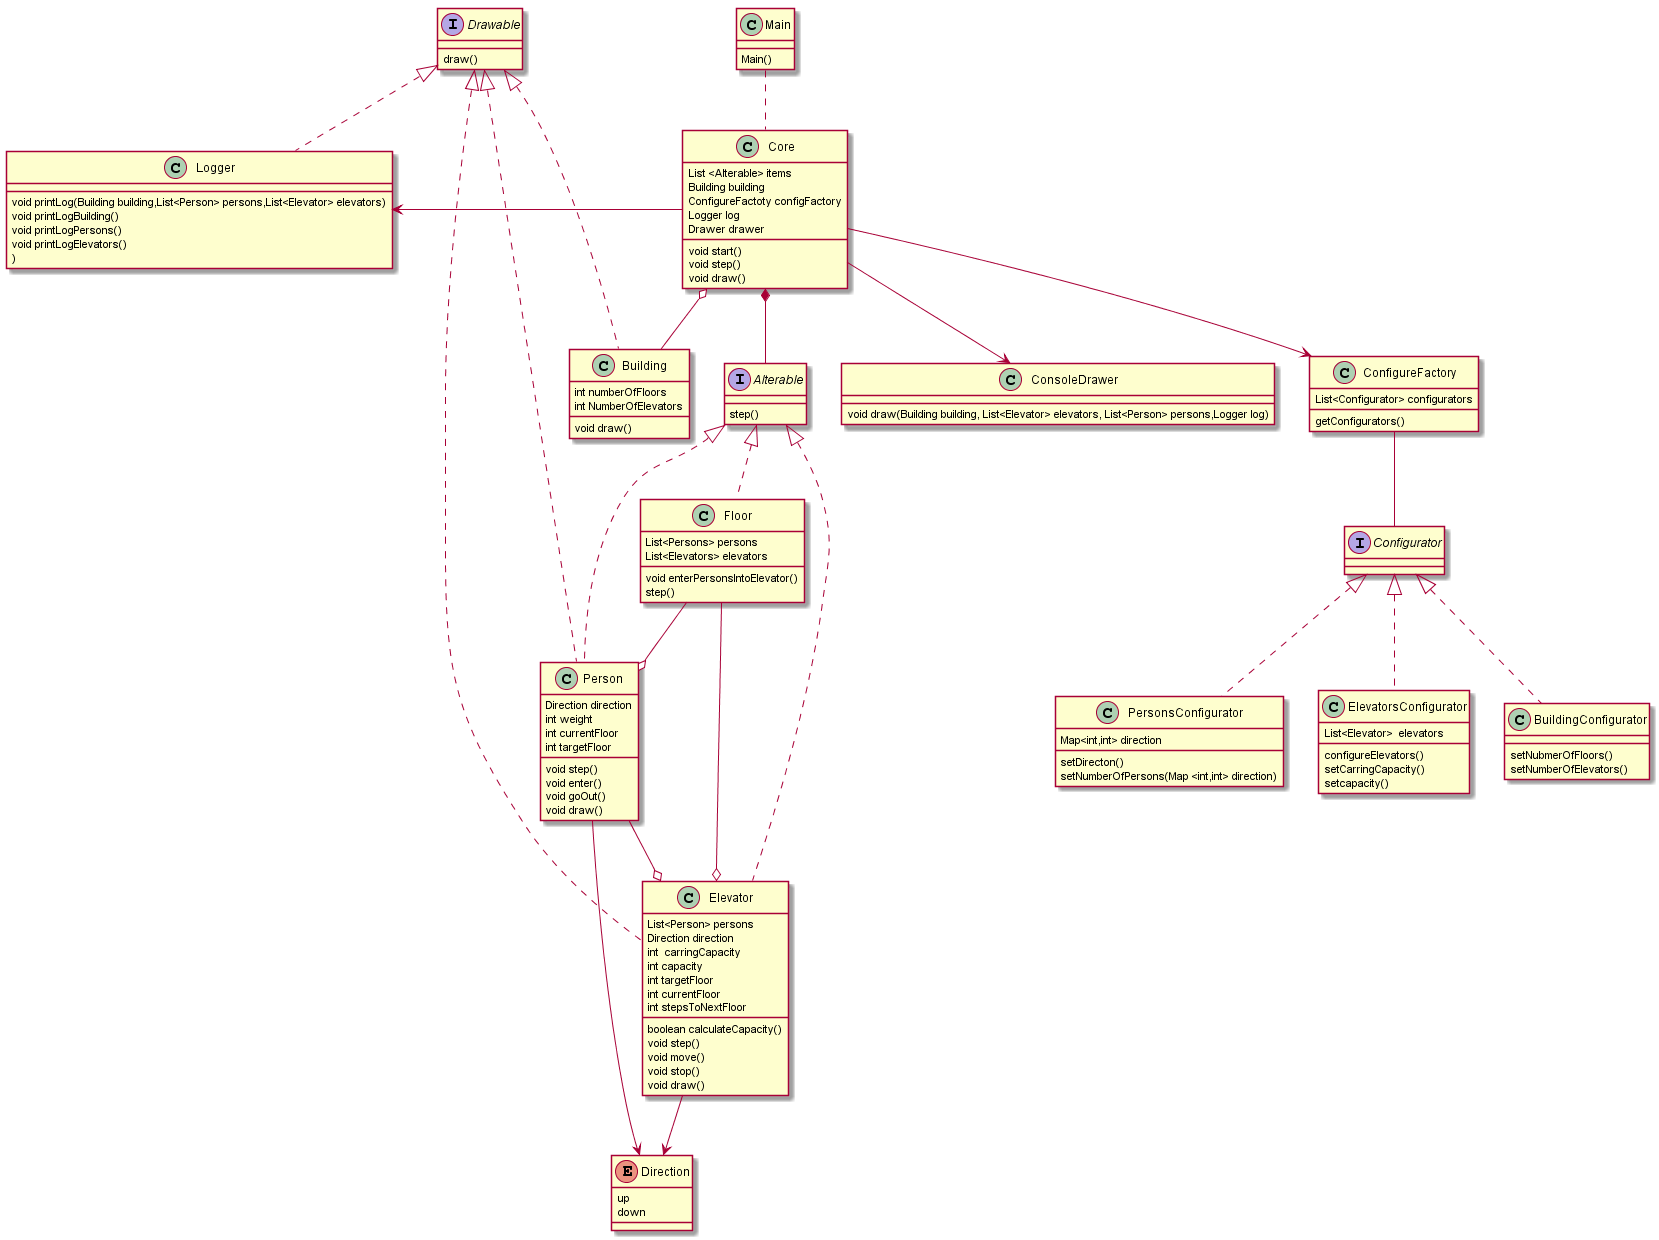 I Drawable
draw()
C Main
Main()
C Core
List <Alterable> items
Building building
ConfigureFactoty configFactory
Logger log
Drawer drawer
void start()
void step()
void draw()
C Logger
void printLog(Building building,List<Person> persons,List<Elevator> elevators)
void printLogBuilding()
void printLogPersons()
void printLogElevators()
)
C Building
int numberOfFloors
int NumberOfElevators
void draw()
I Alterable
step()
C ConsoleDrawer
void draw(Building building, List<Elevator> elevators, List<Person> persons,Logger log)
C ConfigureFactory
List<Configurator> configurators
getConfigurators()
C Floor
List<Persons> persons
List<Elevators> elevators
void enterPersonsIntoElevator()
step()
I Configurator
C Person
Direction direction
int weight
int currentFloor
int targetFloor
void step()
void enter()
void goOut()
void draw()
C PersonsConfigurator
Map<int,int> direction
setDirecton()
setNumberOfPersons(Map <int,int> direction)
C ElevatorsConfigurator
List<Elevator>  elevators
configureElevators()
setCarringCapacity()
setcapacity()
C BuildingConfigurator
setNubmerOfFloors()
setNumberOfElevators()
C Elevator
List<Person> persons
Direction direction
int  carringCapacity
int capacity
int targetFloor
int currentFloor
int stepsToNextFloor
boolean calculateCapacity()
void step()
void move()
void stop()
void draw()
E Direction
up
down